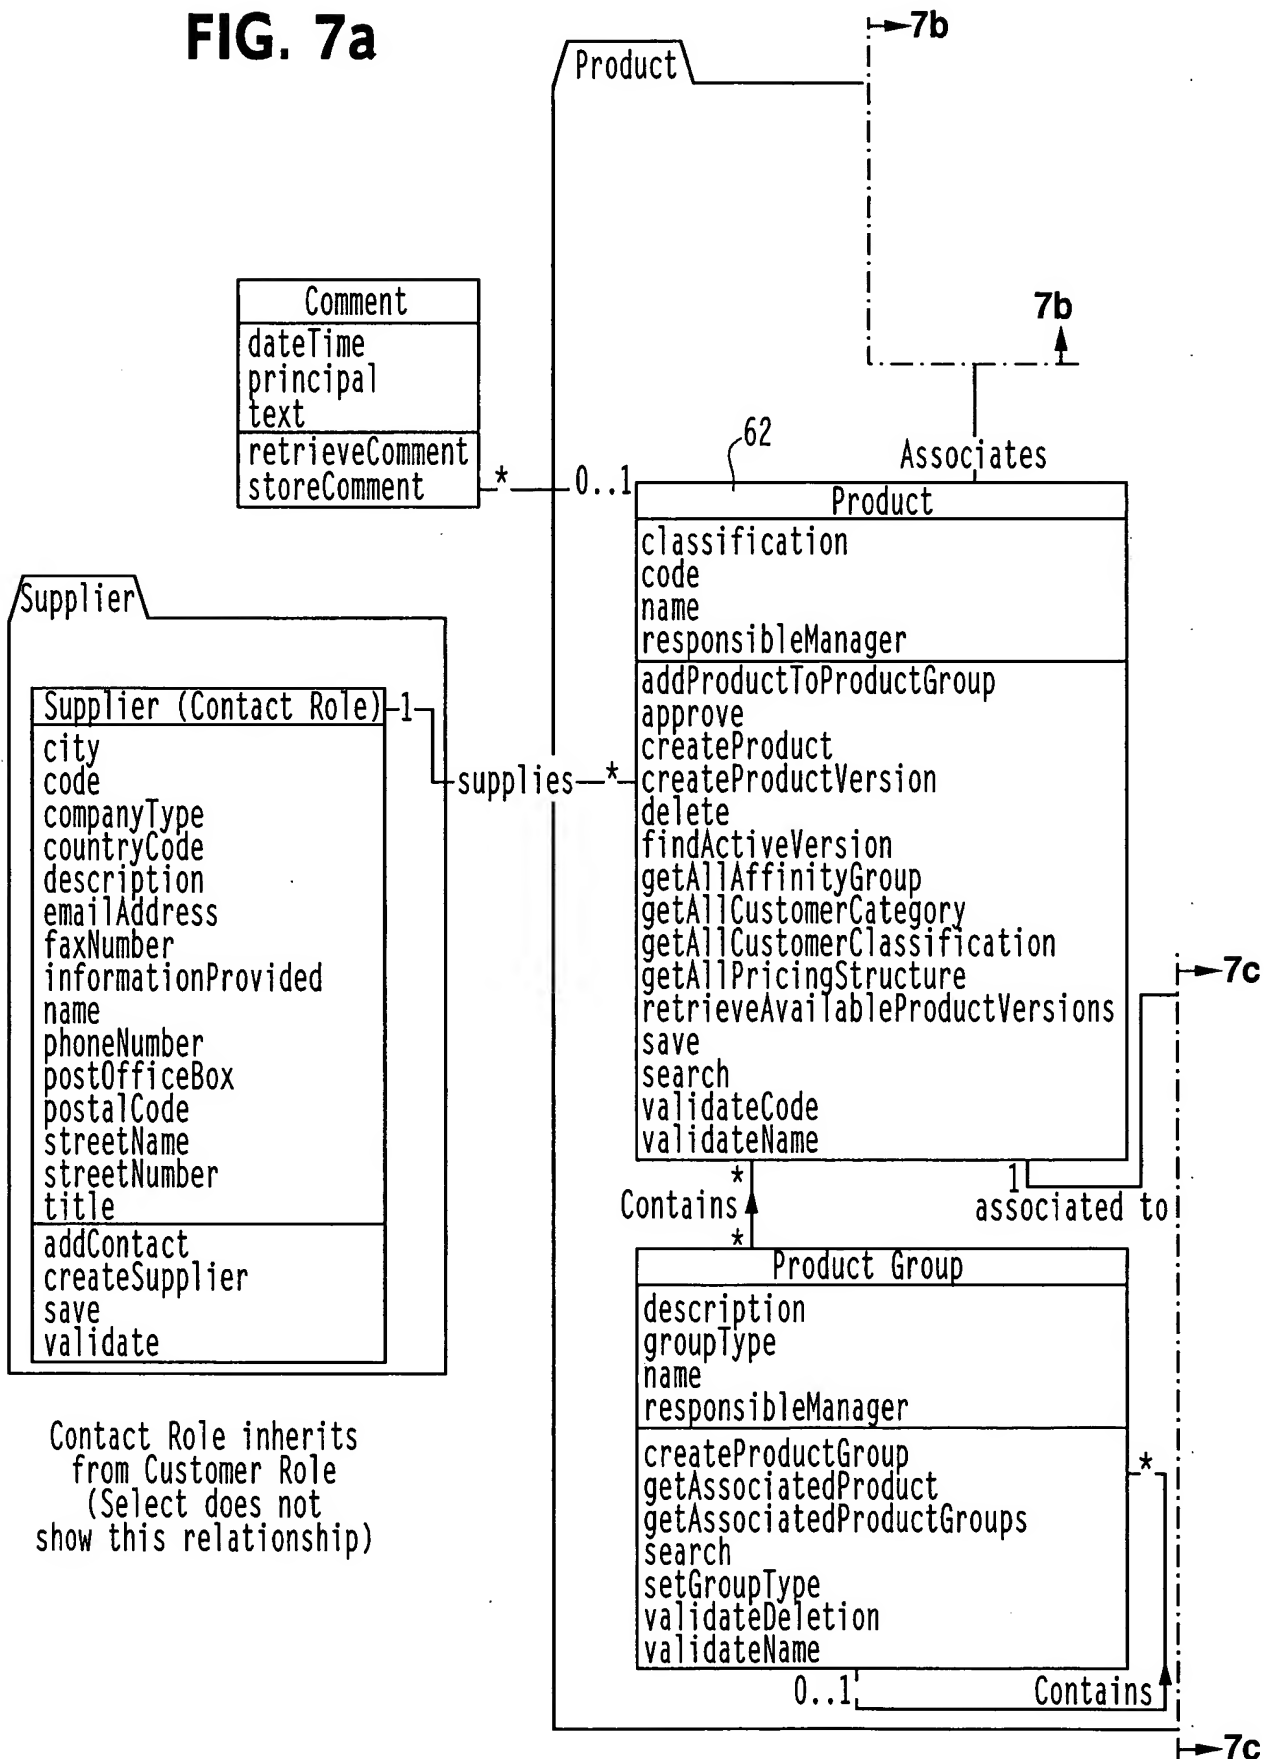 FIG. 7a
7b
Product
7b
Comment
dateTime
principal
text
retrieveComment
storeComment
*
0..1
62
Associates
Product
classification
code
name
responsibleManager
addProductToProductGroup
approve
createProduct
createProductVersion
delete
findActiveVersion
getAllAffinityGroup
getAllCustomerCategory
getAllCustomerClassification
getAllPricingStructure
retrieveAvailableProductVersions
save
search
validateCode
validateName
Supplier
Supplier (Contact Role)
1
supplies
*
city
code
companyType
countryCode
description
emailAddress
faxNumber
informationProvided
name
phoneNumber
postOfficeBox
postalCode
streetName
streetNumber
title
addContact
createSupplier
save
validate
Contact Role inherits
from Customer Role
(Select does not
show this relationship)
7c
*
Contains
*
1
associated to
Product Group
description
groupType
name
responsibleManager
createProductGroup
getAssociatedProduct
getAssociatedProductGroups
search
setGroupType
validateDeletion
validateName
*
0..1
Contains
7c